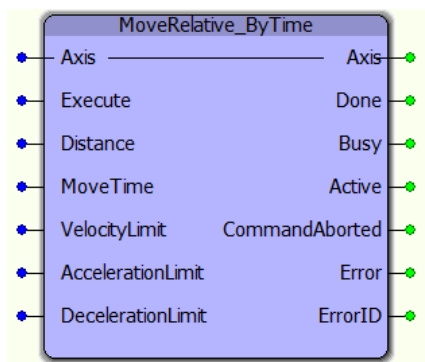 MoveRelative_ByTime
Axis Axis
Execute Done
Distance Busy
MoveTime Active
VelocityLimit CommandAborted
AccelerationLimit Error
DecelerationLimit ErrorID